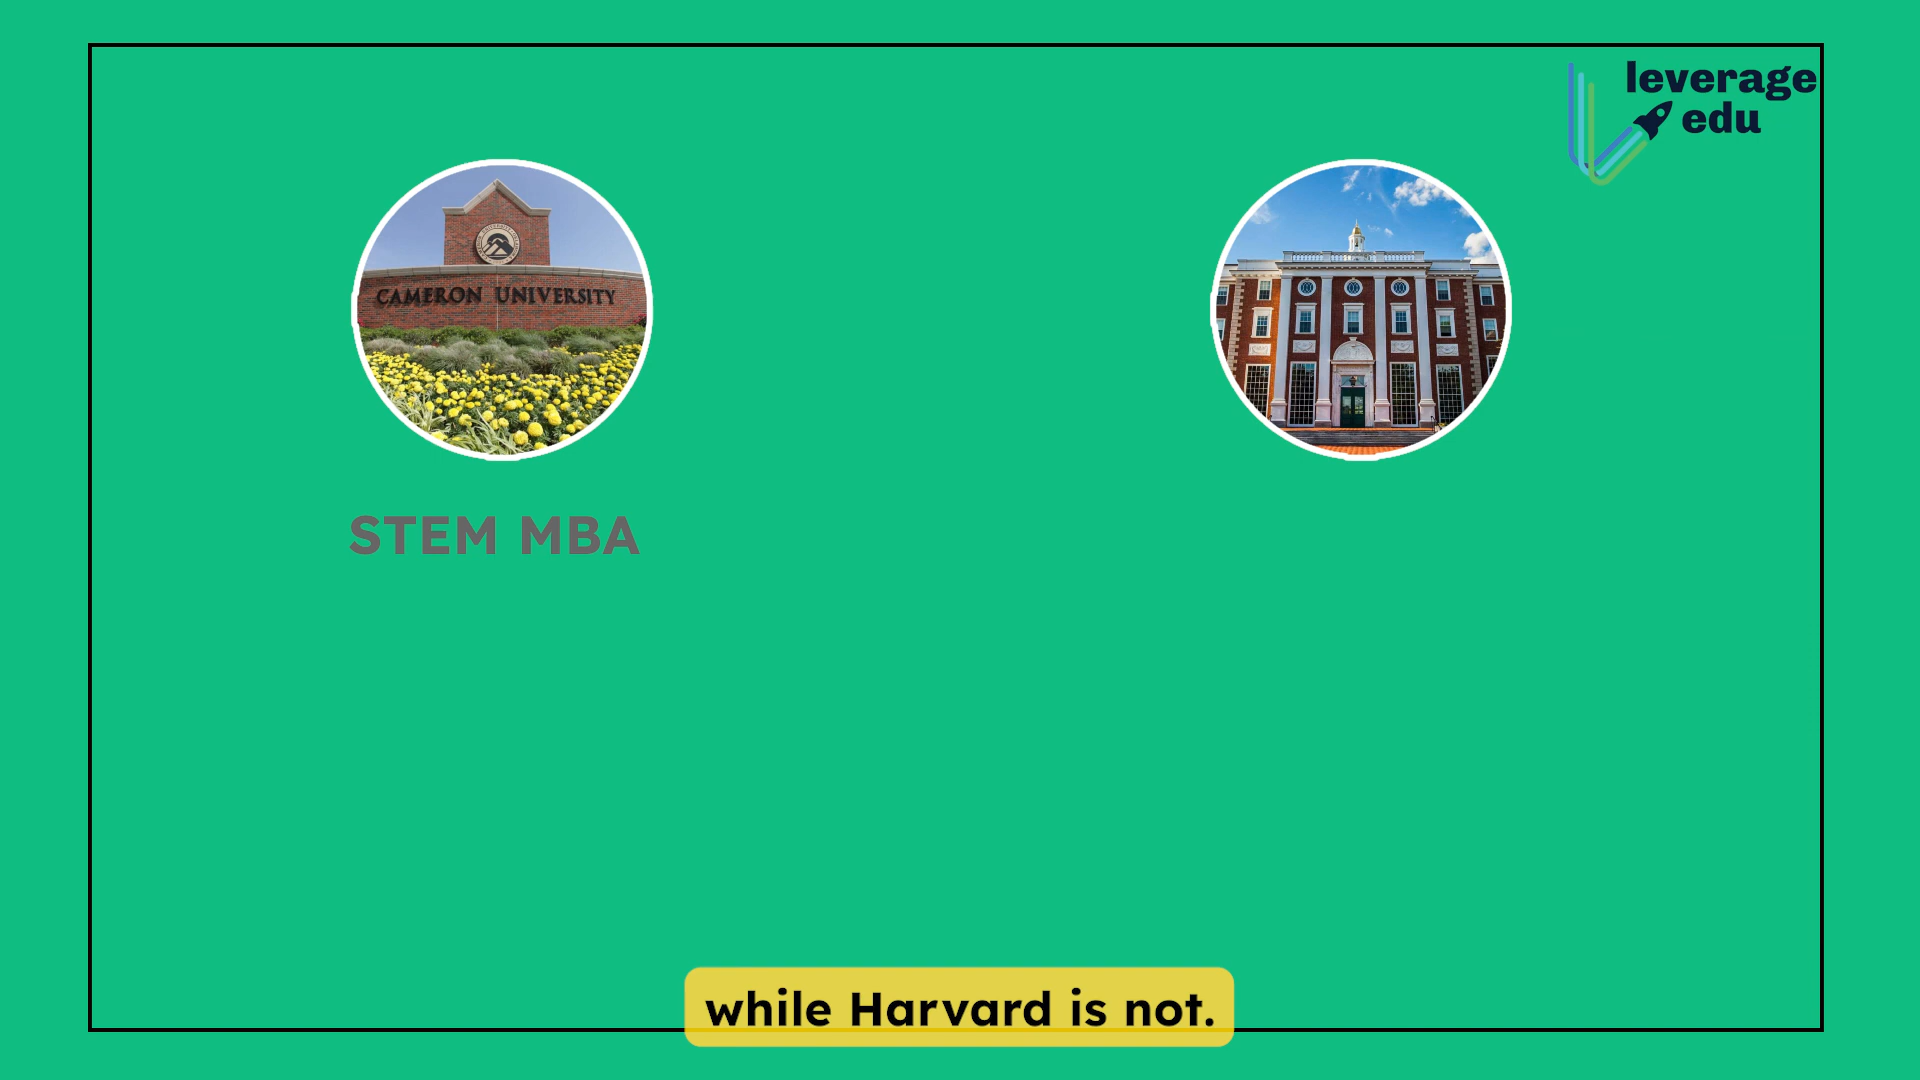 leverage
edu
CAMERON UNIVERSITY
STEM MBA
while Harvard is not.